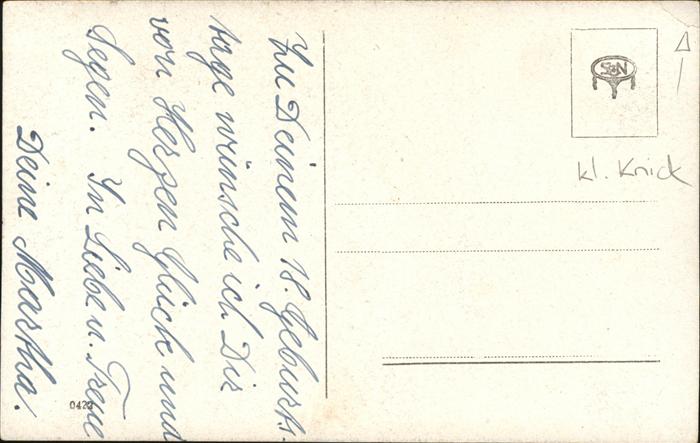 Zu Deinem 18. Geburts-
tage wünsche ich Dir
von Herzen Glück und
Segen. In Liebe u. Treue
Deine Martha.
S&N
kl. Knick
0423